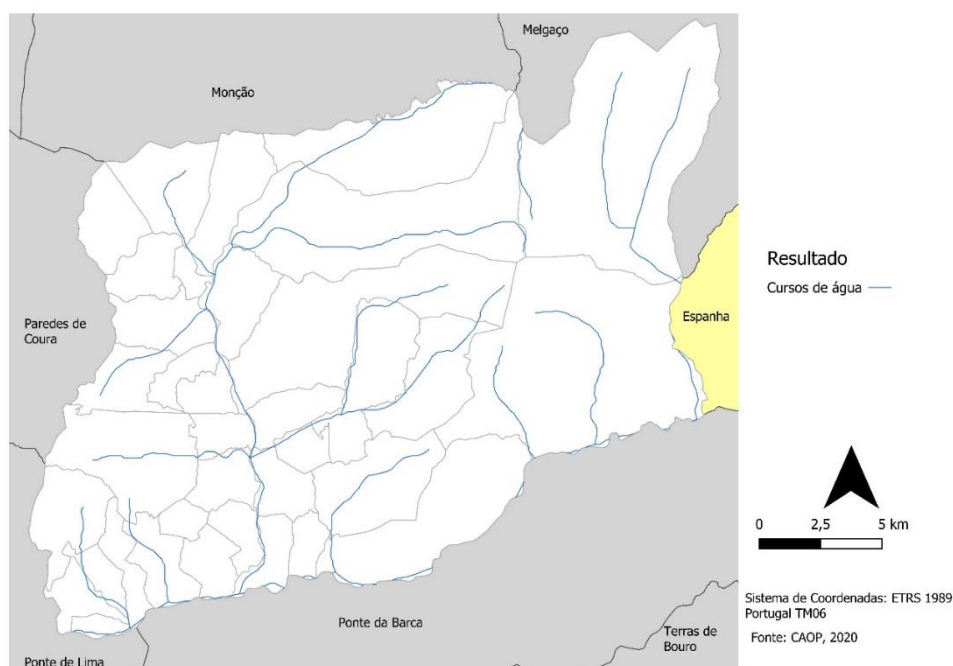 Melgaço
Monção
Paredes de
Coura
Espanha
Ponte da Barca
Ponte de Lima
Terras de
Bouro
Resultado
Cursos de água
0 2,5 5 km
Sistema de Coordenadas: ETRS 1989
Portugal TM06
Fonte: CAOP, 2020